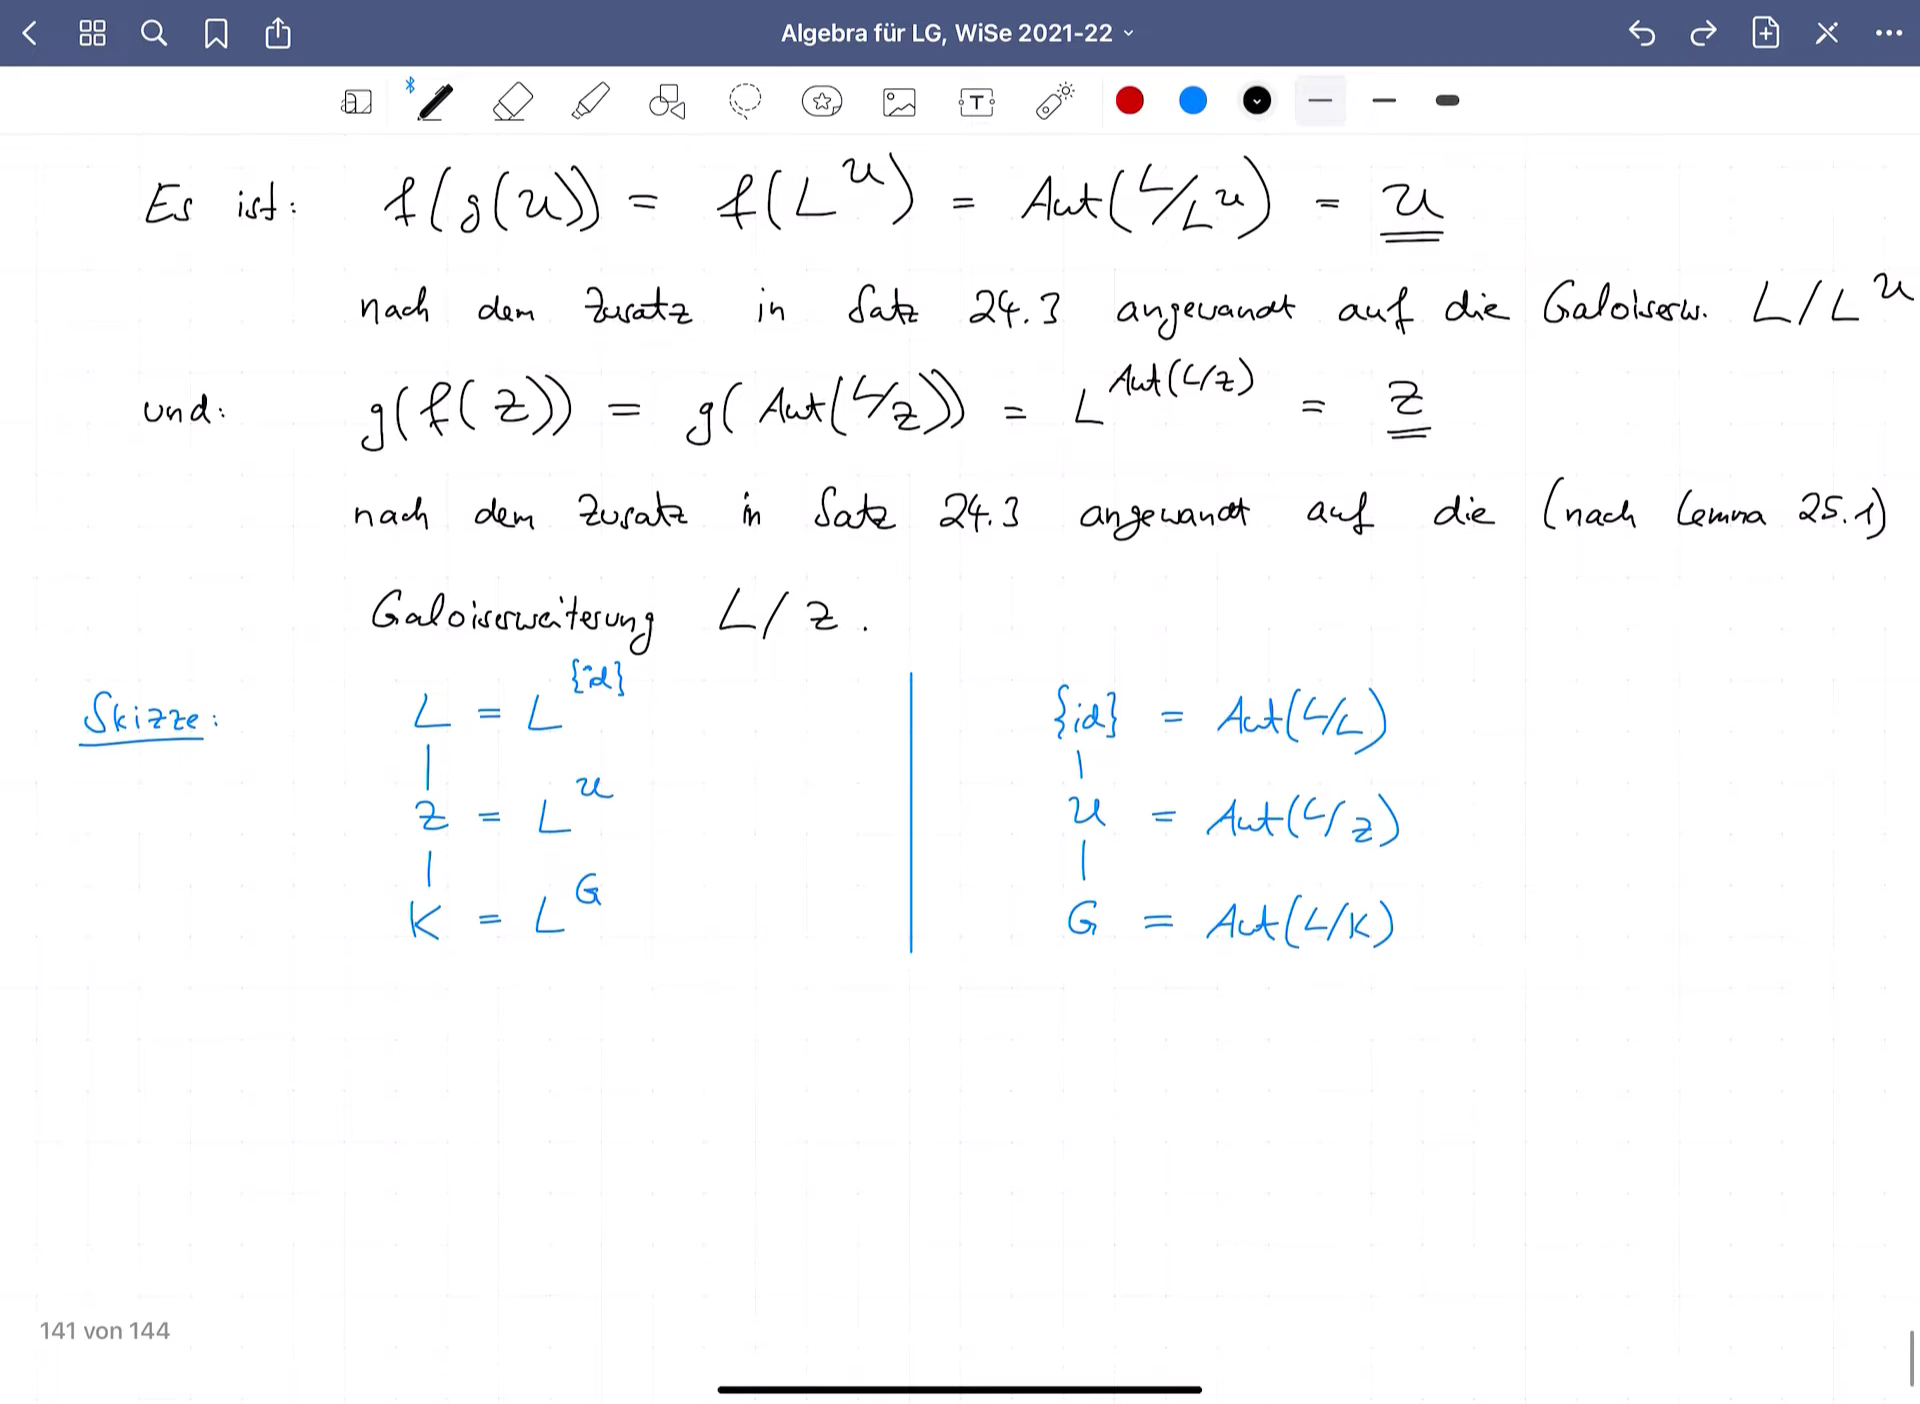 Algebra für LG, WiSe 2021-22
Es ist: f(g(U)) = f(L^U) = Aut(L/L^U) = U
nach dem Zusatz in Satz 24.3 angewandt auf die Galoiserw. L/L^U
und: g(f(Z)) = g(Aut(L/Z)) = L^Aut(L/Z) = Z
nach dem Zusatz in Satz 24.3 angewandt auf die (nach Lemma 25.1)
Galoiserweiterung L/Z.
Skizze: L = L^{id} | {id} = Aut(L/L)
Z = L^U | U = Aut(L/Z)
K = L^G | G = Aut(L/K)
141 von 144